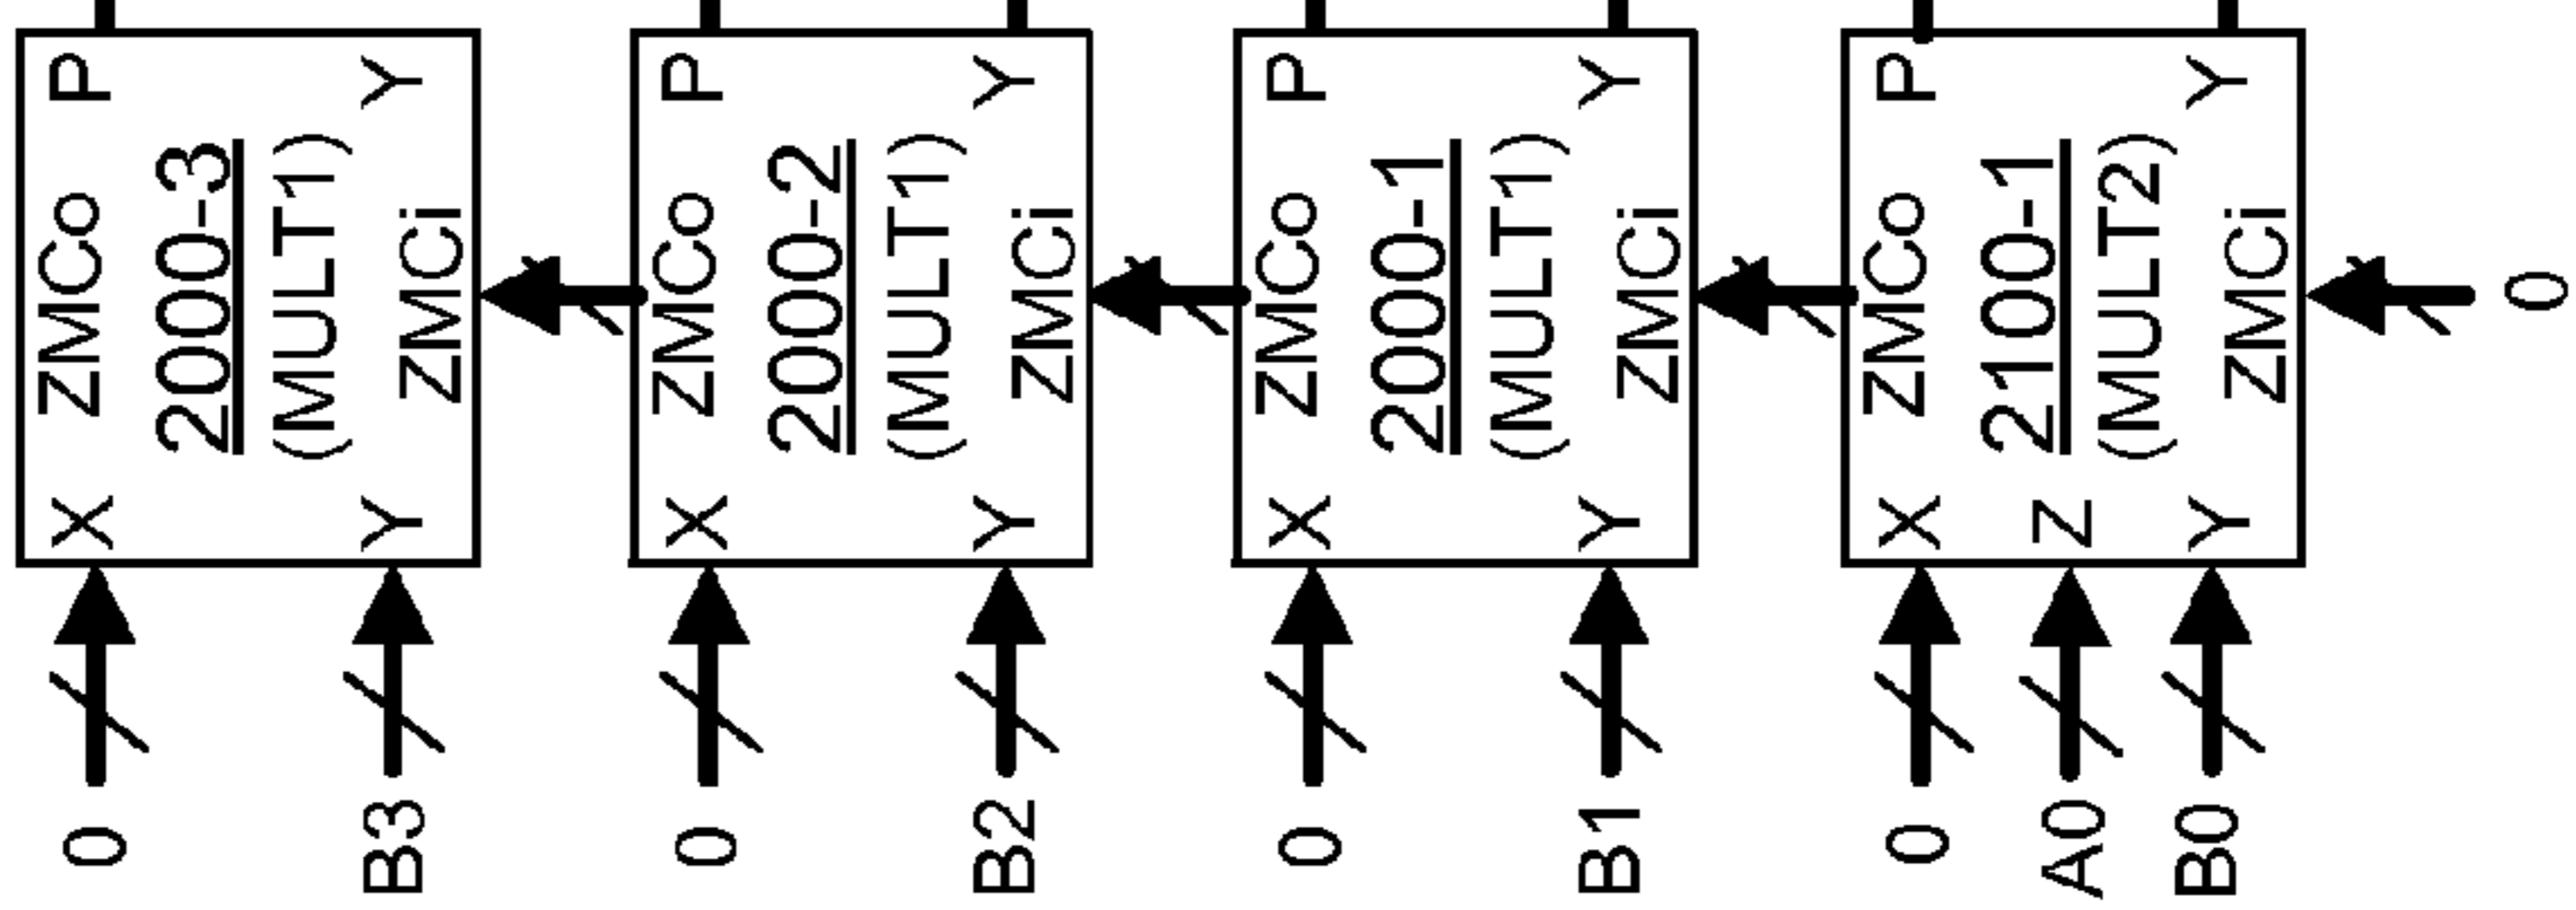 0 X ZMCo P
2000-3
(MULT1)
B3 Y Y
ZMCi
0 X ZMCo P
2000-2
(MULT1)
B2 Y Y
ZMCi
0 X ZMCo P
2000-1
(MULT1)
B1 Y Y
ZMCi
0 X ZMCo P
2100-1
A0 Z (MULT2)
B0 Y Y
ZMCi
0